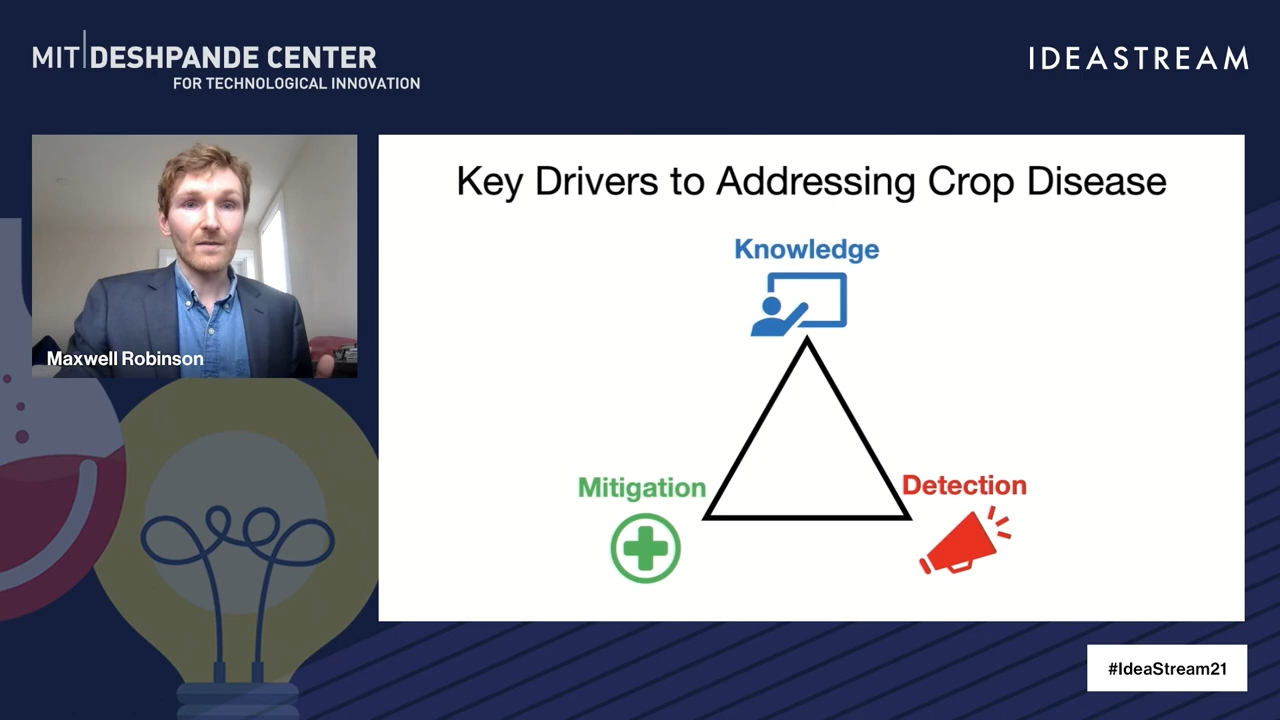 MIT DESHPANDE CENTER
FOR TECHNOLOGICAL INNOVATION
IDEASTREAM
Maxwell Robinson
Key Drivers to Addressing Crop Disease
Knowledge
Mitigation
Detection
#IdeaStream21